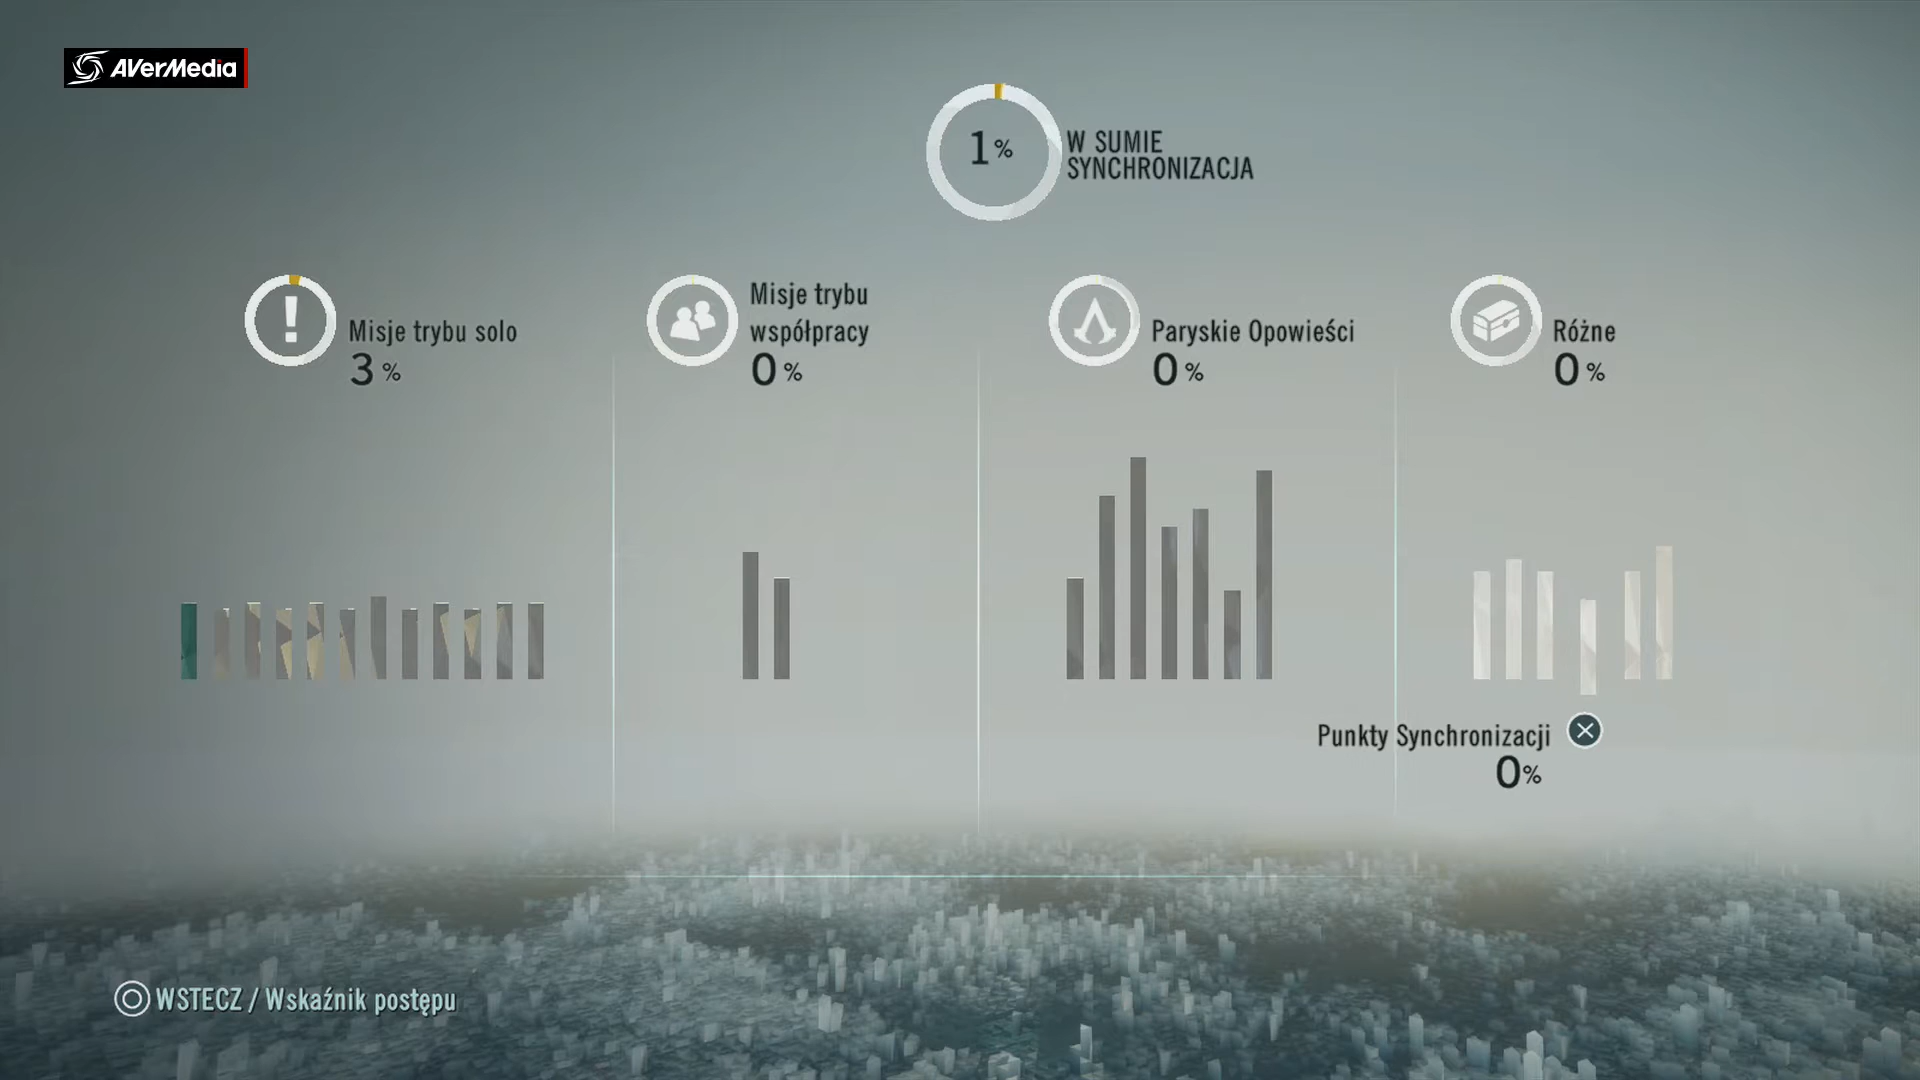 AVerMedia
1%
W SUMIE
SYNCHRONIZACJA
Misje trybu solo
3 %
Misje trybu
współpracy
0 %
Paryskie Opowieści
0 %
Różne
0 %
Punkty Synchronizacji
0%
WSTECZ / Wskaźnik postępu